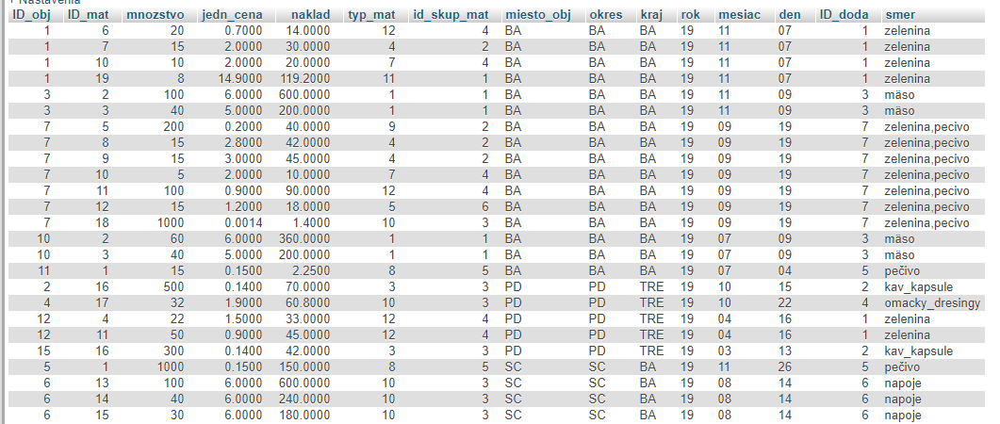 Nastavenia
ID_obj ID_mat mnozstvo jedn_cena naklad typ_mat id_skup_mat miesto_obj okres kraj rok mesiac den ID_doda smer
1 6 20 0.7000 14.0000 12 4 BA BA BA 19 11 07 1 zelenina
1 7 15 2.0000 30.0000 4 2 BA BA BA 19 11 07 1 zelenina
1 10 10 2.0000 20.0000 7 4 BA BA BA 19 11 07 1 zelenina
1 19 8 14.9000 119.2000 11 1 BA BA BA 19 11 07 1 zelenina
3 2 100 6.0000 600.0000 1 1 BA BA BA 19 11 09 3 mäso
3 3 40 5.0000 200.0000 1 1 BA BA BA 19 11 09 3 mäso
7 5 200 0.2000 40.0000 9 2 BA BA BA 19 09 19 7 zelenina,pecivo
7 8 15 2.8000 42.0000 4 2 BA BA BA 19 09 19 7 zelenina,pecivo
7 9 15 3.0000 45.0000 4 2 BA BA BA 19 09 19 7 zelenina,pecivo
7 10 5 2.0000 10.0000 7 4 BA BA BA 19 09 19 7 zelenina,pecivo
7 11 100 0.9000 90.0000 12 4 BA BA BA 19 09 19 7 zelenina,pecivo
7 12 15 1.2000 18.0000 5 6 BA BA BA 19 09 19 7 zelenina,pecivo
7 18 1000 0.0014 1.4000 10 3 BA BA BA 19 09 19 7 zelenina,pecivo
10 2 60 6.0000 360.0000 1 1 BA BA BA 19 07 09 3 mäso
10 3 40 5.0000 200.0000 1 1 BA BA BA 19 07 09 3 mäso
11 1 15 0.1500 2.2500 8 5 BA BA BA 19 07 04 5 pečivo
2 16 500 0.1400 70.0000 3 3 PD PD TRE 19 10 15 2 kav_kapsule
4 17 32 1.9000 60.8000 10 3 PD PD TRE 19 10 22 4 omacky_dresingy
12 4 22 1.5000 33.0000 12 4 PD PD TRE 19 04 16 1 zelenina
12 11 50 0.9000 45.0000 12 4 PD PD TRE 19 04 16 1 zelenina
15 16 300 0.1400 42.0000 3 3 PD PD TRE 19 03 13 2 kav_kapsule
5 1 1000 0.1500 150.0000 8 5 SC SC BA 19 11 26 5 pečivo
6 13 100 6.0000 600.0000 10 3 SC SC BA 19 08 14 6 napoje
6 14 40 6.0000 240.0000 10 3 SC SC BA 19 08 14 6 napoje
6 15 30 6.0000 180.0000 10 3 SC SC BA 19 08 14 6 napoje